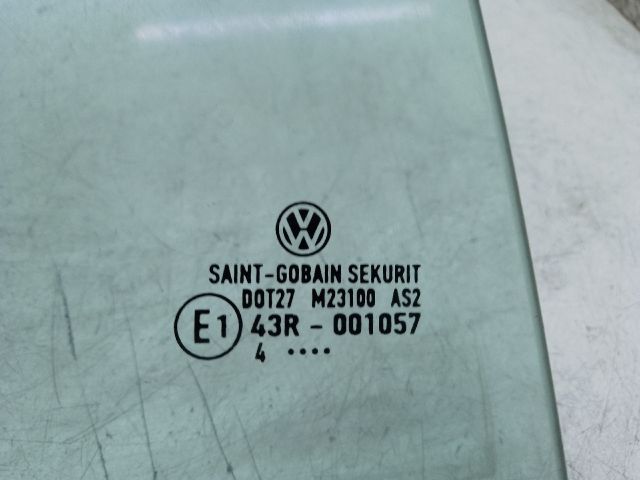 SAINT-GOBAIN SEKURIT
DOT27 M23100 AS2
E1 43R - 001057
4 ····